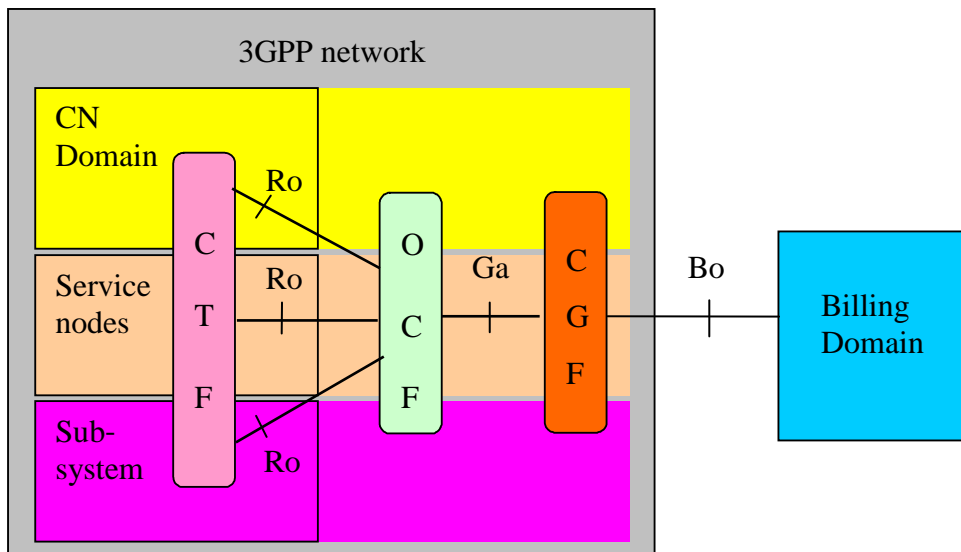 3GPP network
CN
Domain
Ro
C
T
F
O
C
F
C
G
F
Ga
Bo
Service
nodes
Ro
Billing
Domain
Sub-
system
Ro